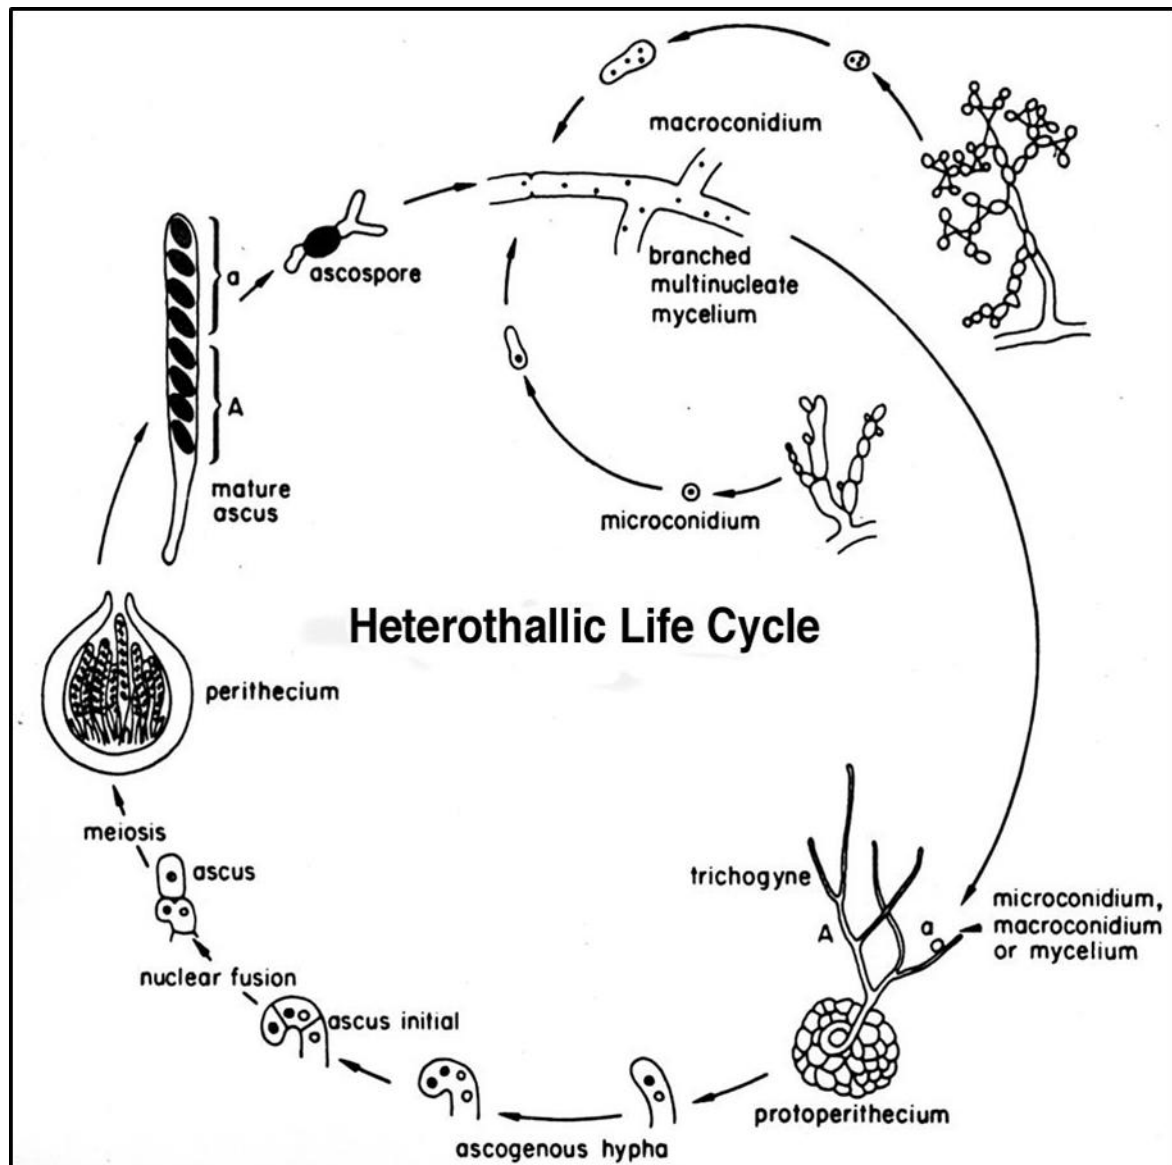 macroconidium
a
ascospore
branched
multinucleate
mycelium
A
mature
ascus
microconidium
Heterothallic Life Cycle
perithecium
meiosis
ascus
trichogyne
A
a
microconidium,
macroconidium
or mycelium
nuclear fusion
ascus initial
protoperithecium
ascogenous hypha